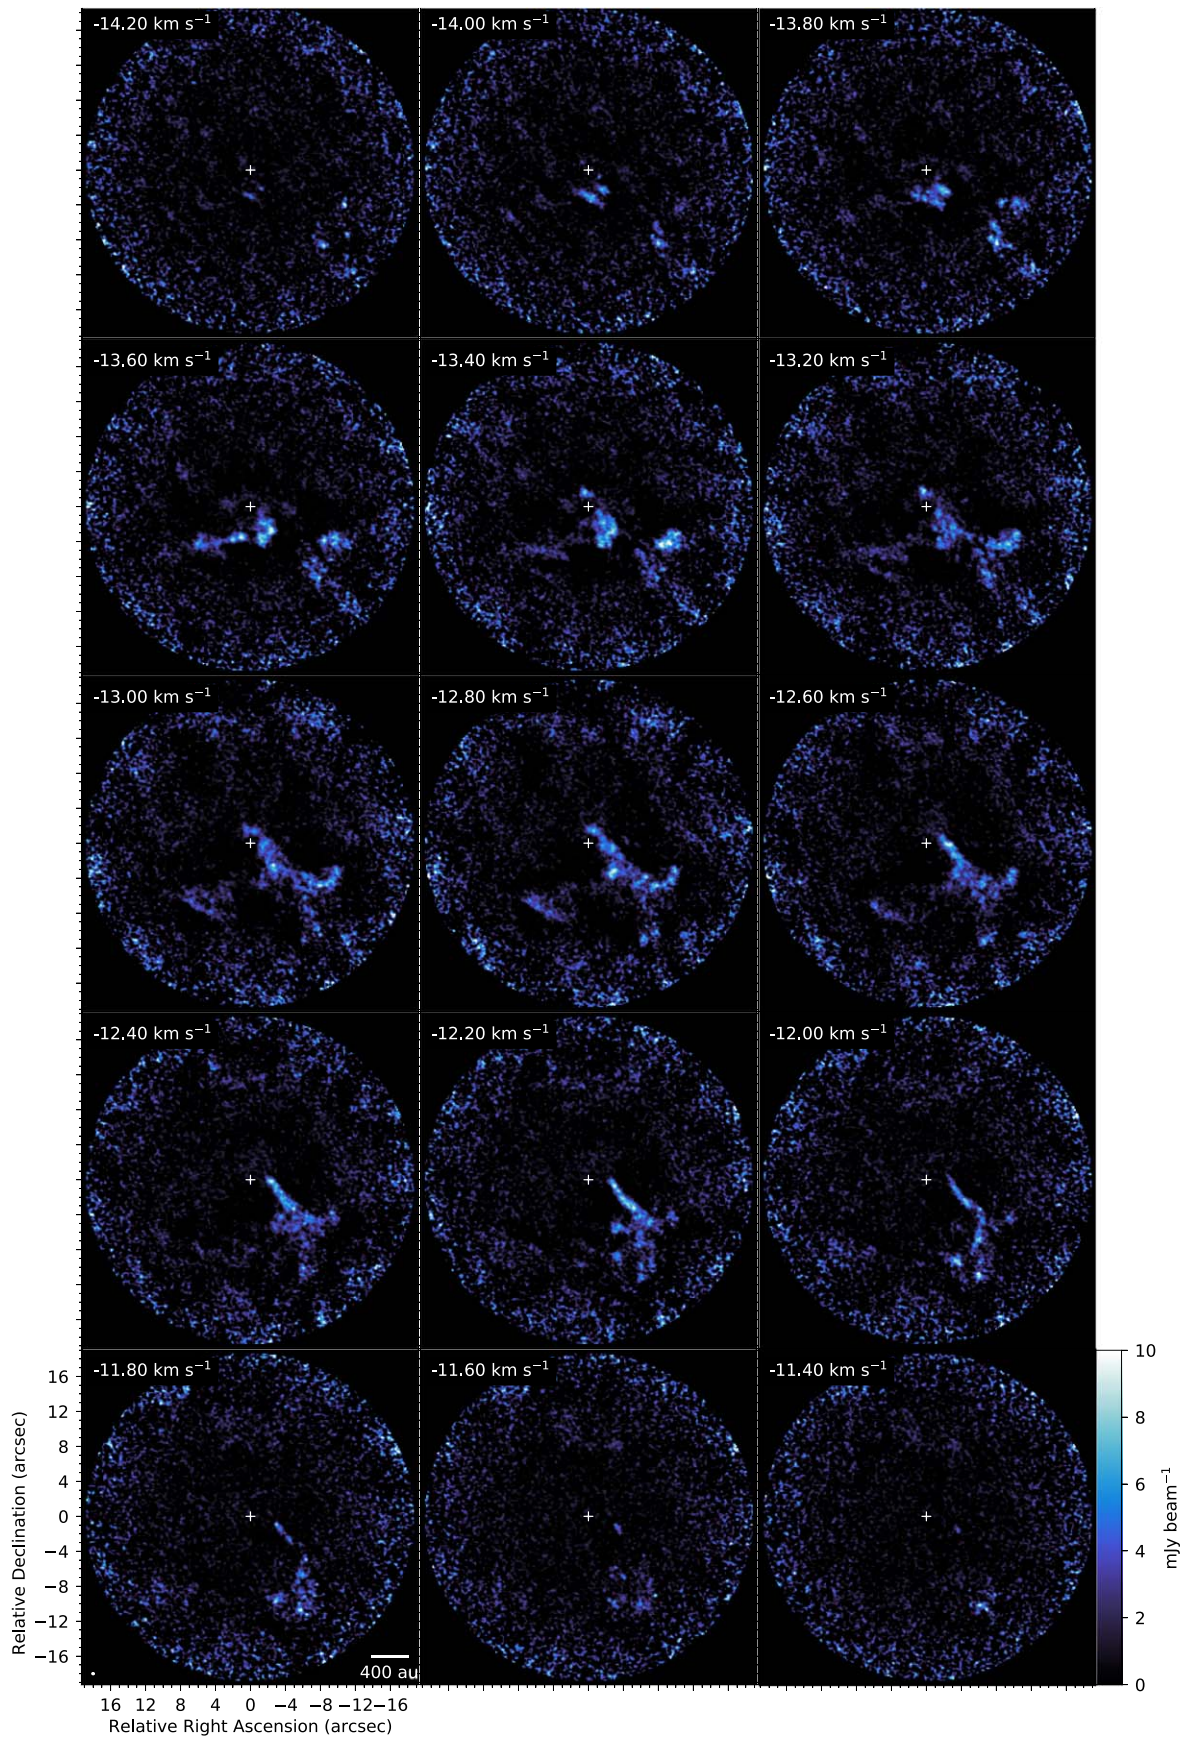 -14.20 km s⁻¹
-14.00 km s⁻¹
-13.80 km s⁻¹
-13.60 km s⁻¹
-13.40 km s⁻¹
-13.20 km s⁻¹
-13.00 km s⁻¹
-12.80 km s⁻¹
-12.60 km s⁻¹
-12.40 km s⁻¹
-12.20 km s⁻¹
-12.00 km s⁻¹
-11.80 km s⁻¹
-11.60 km s⁻¹
-11.40 km s⁻¹
16
12
8
4
0
−4
−8
−12
−16
Relative Declination (arcsec)
400 au
16 12 8 4 0 −4 −8 −12 −16
Relative Right Ascension (arcsec)
10
8
6
4
2
0
mJy beam⁻¹